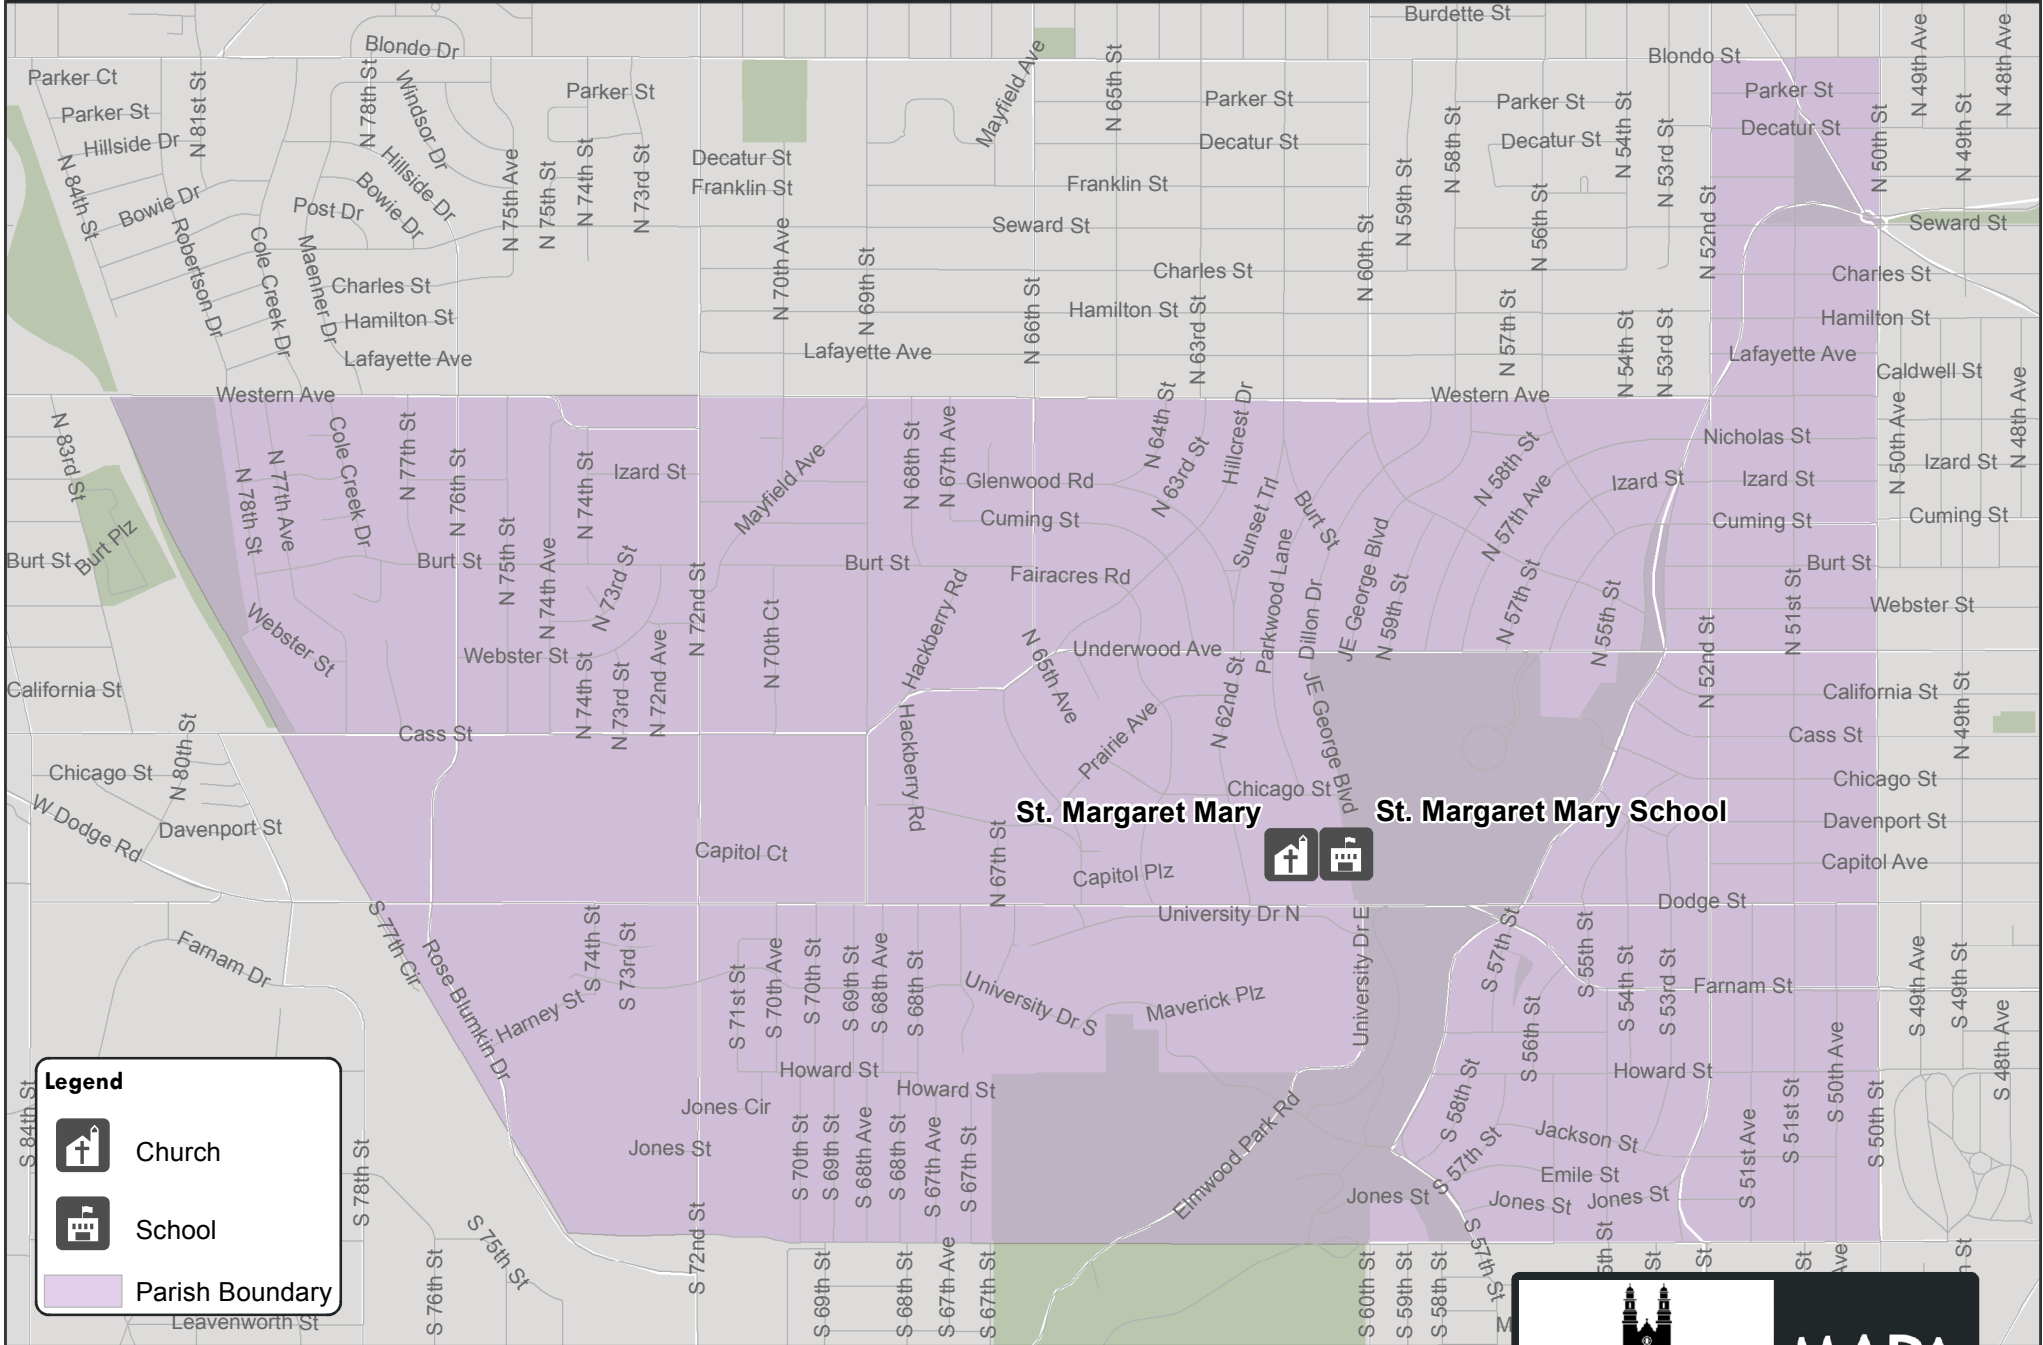 Burdette St
Blondo Dr
Blondo St
Parker Ct
Parker St
Parker St
Parker St
Parker St
Parker St
Hillside Dr
N 81st St
N 78th St
Windsor Dr
Hillside Dr
Mayfield Ave
N 65th St
Decatur St
Decatur St
Decatur St
Decatur St
N 49th Ave
N 48th Ave
N 49th St
N 50th St
N 84th St
Bowie Dr
Bowie Dr
Post Dr
Robertson Dr
Cole Creek Dr
Maenner Dr
N 75th Ave
N 75th St
N 74th St
N 73rd St
Franklin St
Franklin St
Seward St
Seward St
N 70th Ave
N 69th St
N 66th St
N 63rd St
N 60th St
N 59th St
N 58th St
N 56th St
N 57th St
N 54th St
N 53rd St
N 52nd St
Charles St
Charles St
Charles St
Hamilton St
Hamilton St
Hamilton St
Lafayette Ave
Lafayette Ave
Lafayette Ave
N 54th St
N 53rd St
Caldwell St
Western Ave
Western Ave
N 83rd St
N 78th St
N 77th Ave
Cole Creek Dr
N 77th St
N 76th St
N 75th St
N 74th Ave
N 74th St
N 73rd St
Izard St
Mayfield Ave
N 68th St
N 67th Ave
Glenwood Rd
Cuming St
N 64th St
N 63rd St
Hillcrest Dr
Sunset Trl
Burt St
N 58th St
N 57th Ave
N 57th St
Nicholas St
Izard St
Izard St
Izard St
Cuming St
Cuming St
N 50th Ave
N 48th Ave
Burt St
Burt Plz
Burt St
Burt St
Burt St
Fairacres Rd
Parkwood Lane
Dillon Dr
JE George Blvd
N 59th St
N 55th St
N 51st St
N 52nd St
Webster St
Webster St
Webster St
N 72nd St
N 70th Ct
Hackberry Rd
N 65th Ave
Underwood Ave
N 74th St
N 73rd St
N 72nd Ave
N 62nd St
JE George Blvd
California St
California St
N 49th St
N 80th St
Cass St
Cass St
Hackberry Rd
Prairie Ave
Chicago St
Chicago St
Chicago St
W Dodge Rd
Davenport St
Davenport St
St. Margaret Mary
St. Margaret Mary School
Capitol Ct
N 67th St
Capitol Plz
Capitol Ave
Dodge St
University Dr N
Farnam Dr
S 77th Cir
Rose Blumkin Dr
Harney St
S 74th St
S 73rd St
S 71st St
S 70th Ave
S 70th St
S 69th St
S 68th Ave
S 68th St
University Dr S
Maverick Plz
University Dr E
S 57th St
S 55th St
S 54th St
S 53rd St
S 56th St
Farnam St
S 49th Ave
S 49th St
S 48th Ave
S 50th Ave
Howard St
Howard St
Howard St
Jones Cir
Jones St
S 70th St
S 69th St
S 68th Ave
S 68th St
S 67th Ave
S 67th St
Elmwood Park Rd
Jones St
S 58th St
S 57th St
Jackson St
Emile St
Jones St
Jones St
S 51st Ave
S 51st St
S 50th St
S 84th St
S 78th St
S 76th St
S 75th St
S 72nd St
S 69th St
S 68th St
S 67th Ave
S 67th St
S 60th St
S 59th St
S 58th St
S 57th St
Leavenworth St
Legend
Church
School
Parish Boundary